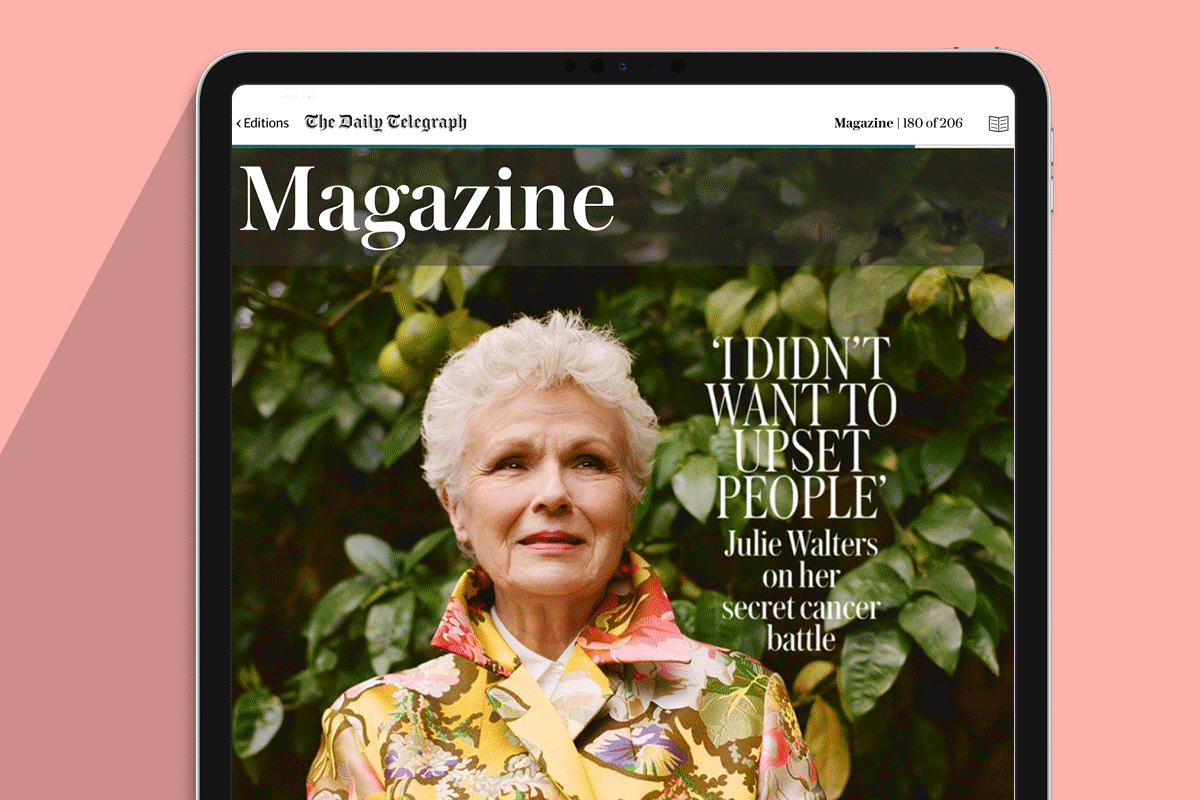 ‹ Editions The Daily Telegraph Magazine | 180 of 206
Magazine
‘I DIDN’T
WANT TO
UPSET
PEOPLE’
Julie Walters
on her
secret cancer
battle